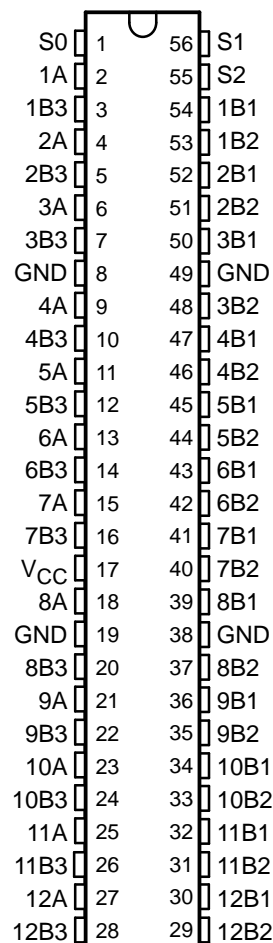 S0 1 56 S1
1A 2 55 S2
1B3 3 54 1B1
2A 4 53 1B2
2B3 5 52 2B1
3A 6 51 2B2
3B3 7 50 3B1
GND 8 49 GND
4A 9 48 3B2
4B3 10 47 4B1
5A 11 46 4B2
5B3 12 45 5B1
6A 13 44 5B2
6B3 14 43 6B1
7A 15 42 6B2
7B3 16 41 7B1
VCC 17 40 7B2
8A 18 39 8B1
GND 19 38 GND
8B3 20 37 8B2
9A 21 36 9B1
9B3 22 35 9B2
10A 23 34 10B1
10B3 24 33 10B2
11A 25 32 11B1
11B3 26 31 11B2
12A 27 30 12B1
12B3 28 29 12B2